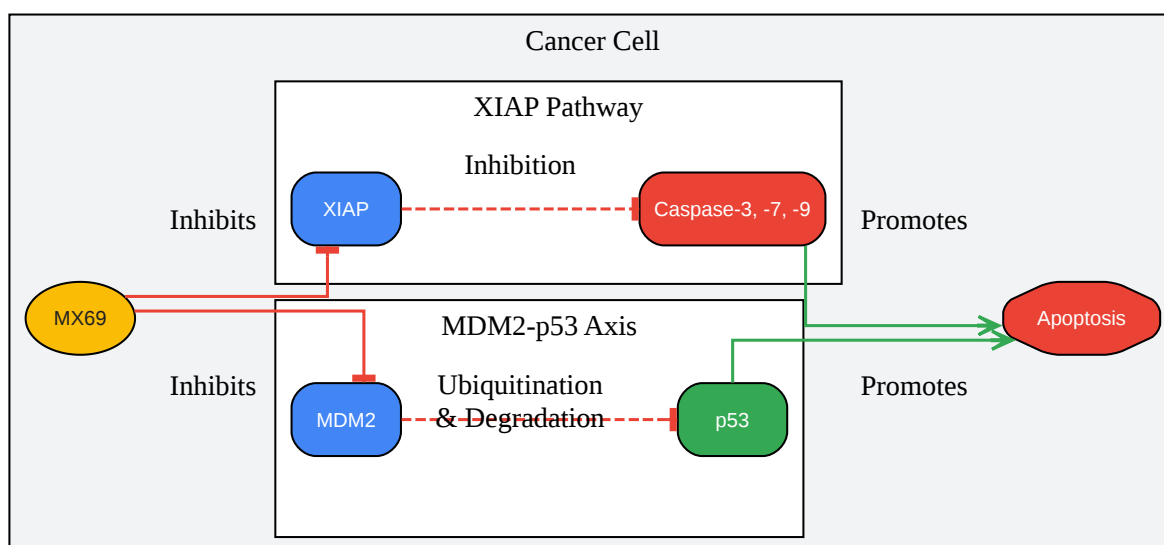 Cancer Cell
XIAP Pathway
Inhibition
XIAP
Caspase-3, -7, -9
Inhibits
Promotes
MX69
MDM2-p53 Axis
Apoptosis
Inhibits
Ubiquitination
& Degradation
Promotes
MDM2
p53